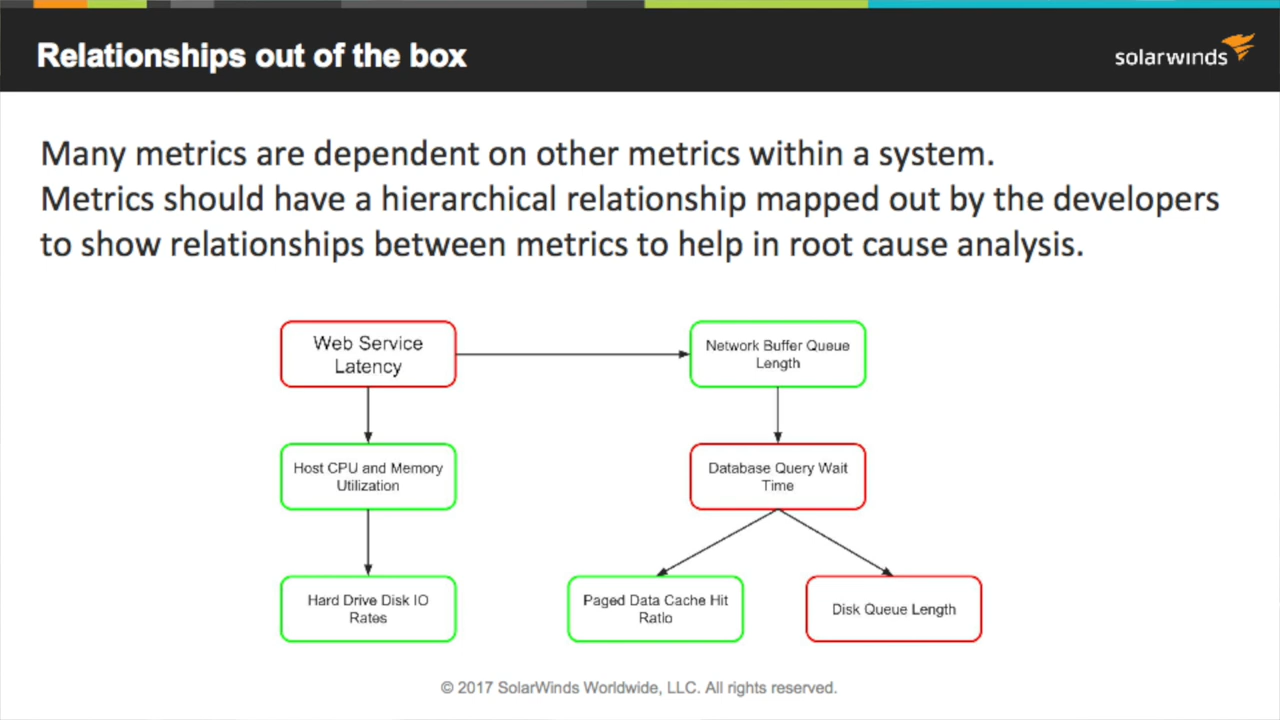 Relationships out of the box
solarwinds
Many metrics are dependent on other metrics within a system.
Metrics should have a hierarchical relationship mapped out by the developers
to show relationships between metrics to help in root cause analysis.
Web Service
Latency
Network Buffer Queue
Length
Host CPU and Memory
Utilization
Database Query Wait
Time
Hard Drive Disk IO
Rates
Paged Data Cache Hit
Ratio
Disk Queue Length
© 2017 SolarWinds Worldwide, LLC. All rights reserved.